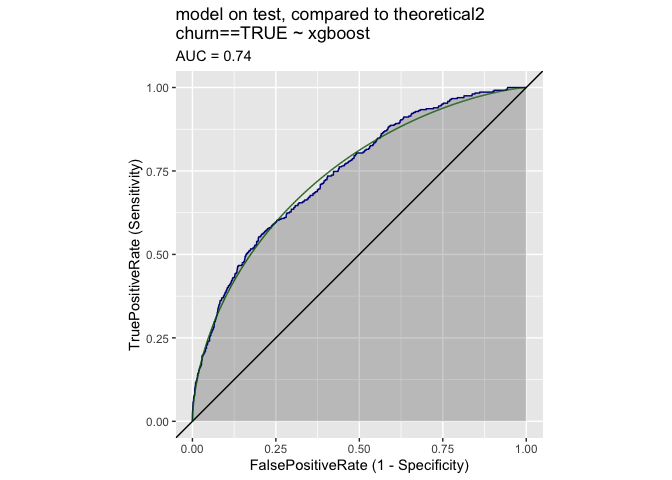 model on test, compared to theoretical2
churn==TRUE ~ xgboost
AUC = 0.74
1.00
0.75
0.50
0.25
0.00
TruePositiveRate (Sensitivity)
0.00 0.25 0.50 0.75 1.00
FalsePositiveRate (1 - Specificity)